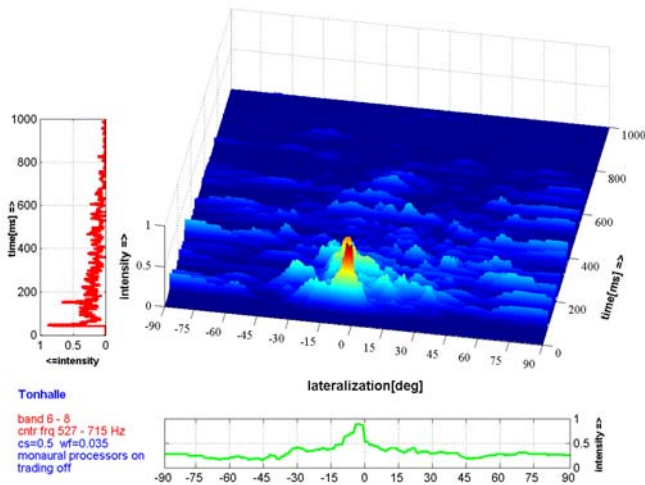 1000
800
600
400
200
0
time[ms] =>
1
0.5
0
<=intensity
1
0.5
0
intensity =>
-90
-75
-60
-45
-30
-15
0
15
30
45
60
75
90
lateralization[deg]
0
200
400
600
800
1000
time[ms] =>
Tonhalle
band 6 - 8
cntr frq 527 - 715 Hz
cs=0.5 wf=0.035
monaural processors on
trading off
1
0.5
0
intensity =>
-90 -75 -60 -45 -30 -15 0 15 30 45 60 75 90